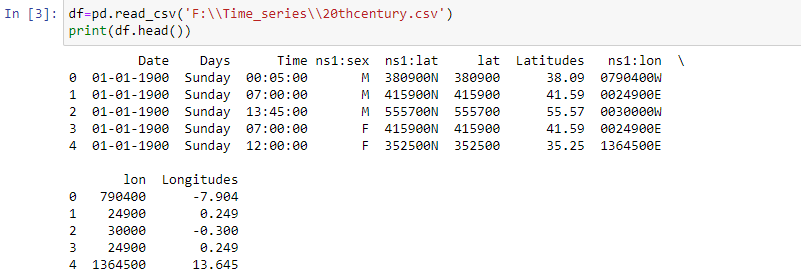 In [3]: df=pd.read_csv('F:\\Time_series\\20thcentury.csv')
print(df.head())
Date Days Time ns1:sex ns1:lat lat Latitudes ns1:lon \
0 01-01-1900 Sunday 00:05:00 M 380900N 380900 38.09 0790400W
1 01-01-1900 Sunday 07:00:00 M 415900N 415900 41.59 0024900E
2 01-01-1900 Sunday 13:45:00 M 555700N 555700 55.57 0030000W
3 01-01-1900 Sunday 07:00:00 F 415900N 415900 41.59 0024900E
4 01-01-1900 Sunday 12:00:00 F 352500N 352500 35.25 1364500E
lon Longitudes
0 790400 -7.904
1 24900 0.249
2 30000 -0.300
3 24900 0.249
4 1364500 13.645